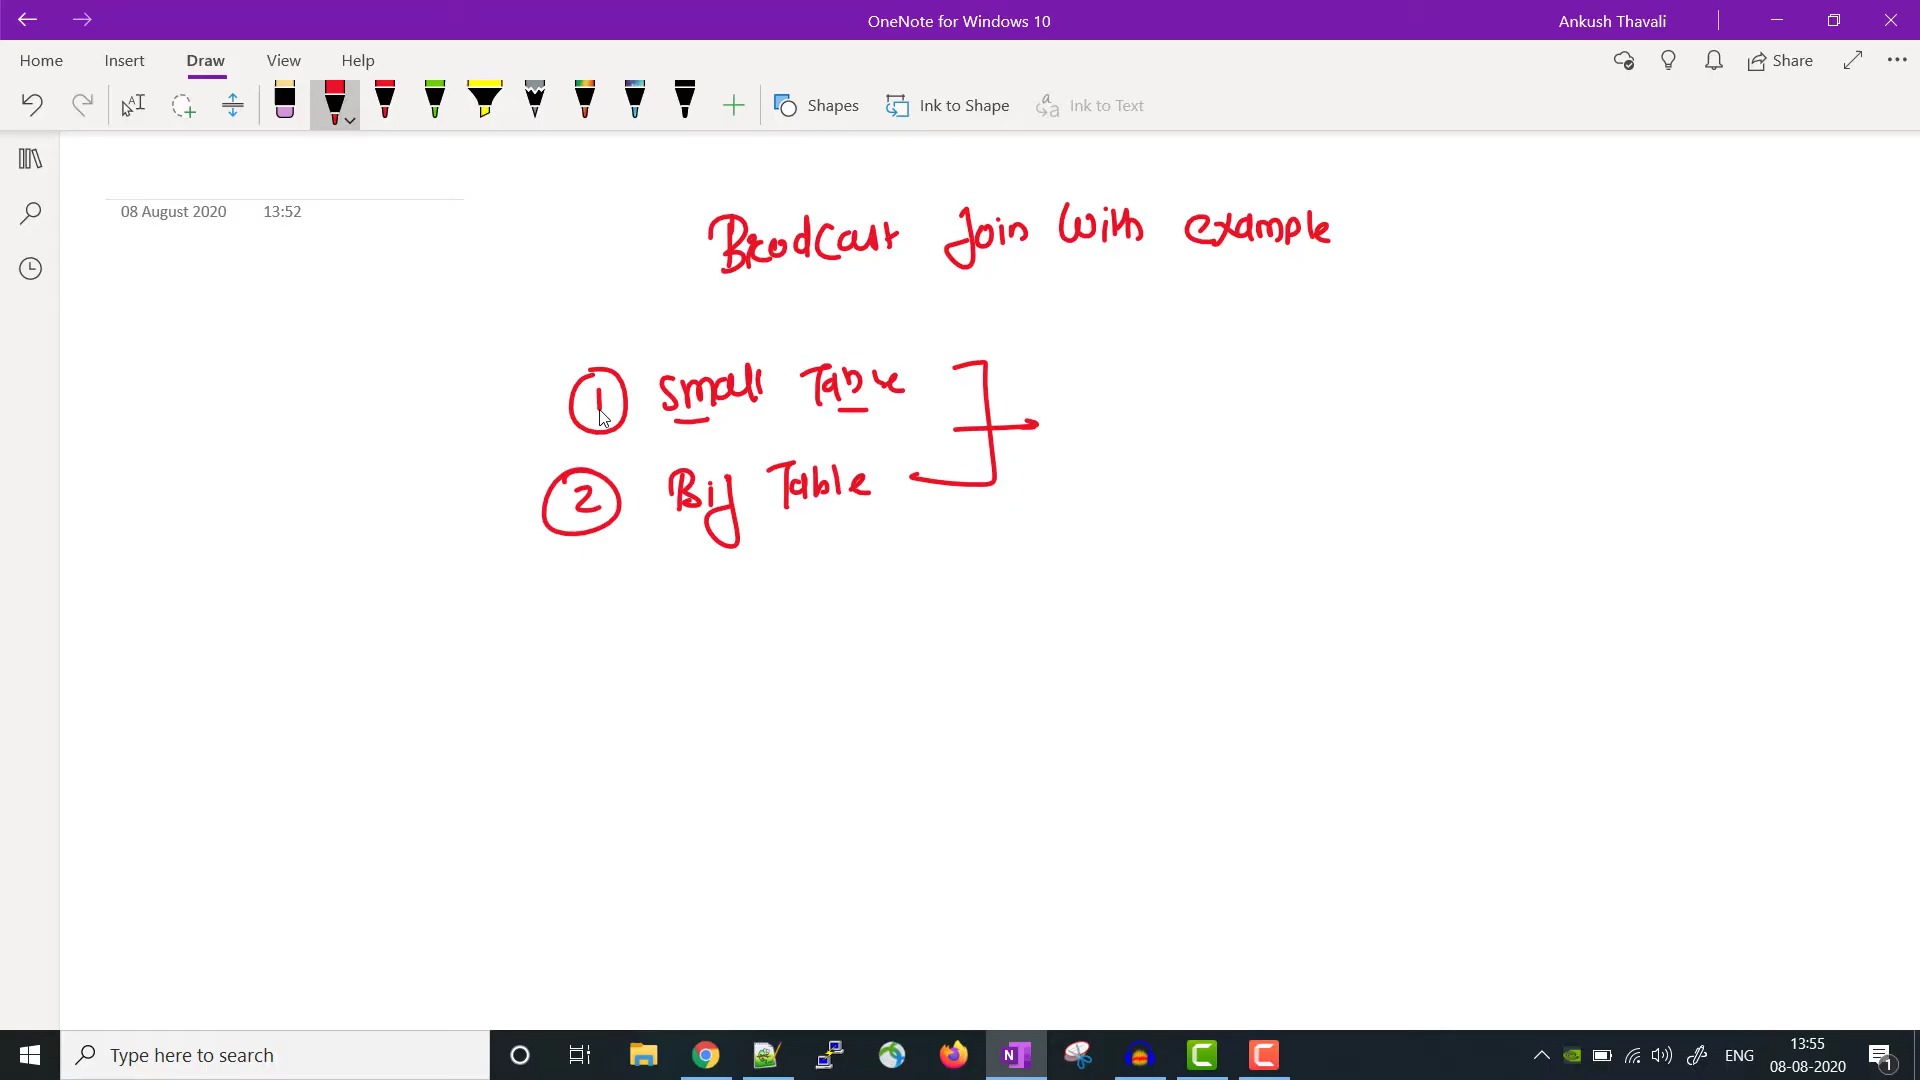 OneNote for Windows 10
Ankush Thavali
Home Insert Draw View Help
Share
Shapes Ink to Shape Ink to Text
08 August 2020 13:52
Brodcast Join With example
1 Small Table
2 Big Table
Type here to search
ENG
13:55
08-08-2020
1